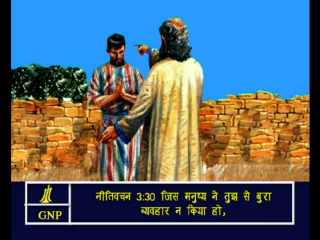 नीतिवचन 3:30 जिस मनुष्य ने तुझ से बुरा
व्यवहार न किया हो,
GNP